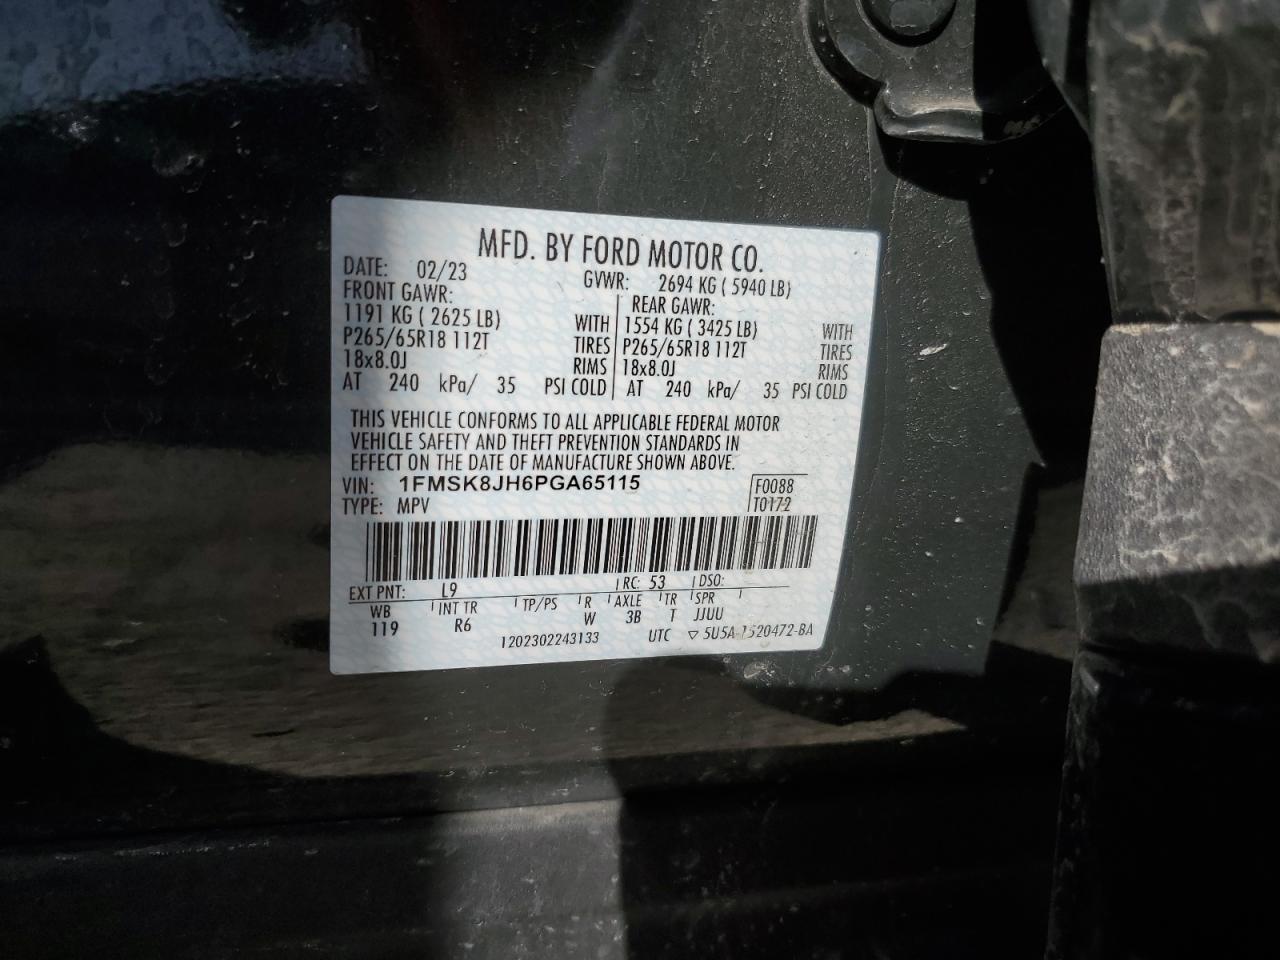 MFD. BY FORD MOTOR CO.
DATE: 02/23 GVWR: 2694 KG ( 5940 LB)
FRONT GAWR: REAR GAWR:
1191 KG ( 2625 LB) WITH 1554 KG ( 3425 LB) WITH
P265/65R18 112T TIRES P265/65R18 112T TIRES
18x8.0J RIMS 18x8.0J RIMS
AT 240 kPa/ 35 PSI COLD AT 240 kPa/ 35 PSI COLD
THIS VEHICLE CONFORMS TO ALL APPLICABLE FEDERAL MOTOR
VEHICLE SAFETY AND THEFT PREVENTION STANDARDS IN
EFFECT ON THE DATE OF MANUFACTURE SHOWN ABOVE.
VIN: 1FMSK8JH6PGA65115 F0088
TYPE: MPV T0172
EXT PNT: L9 RC: 53 DSO:
WB INT TR TP/PS R AXLE TR SPR
119 R6 W 3B T JJUU
1202302243133 UTC ▽ 5U5A-1520472-BA